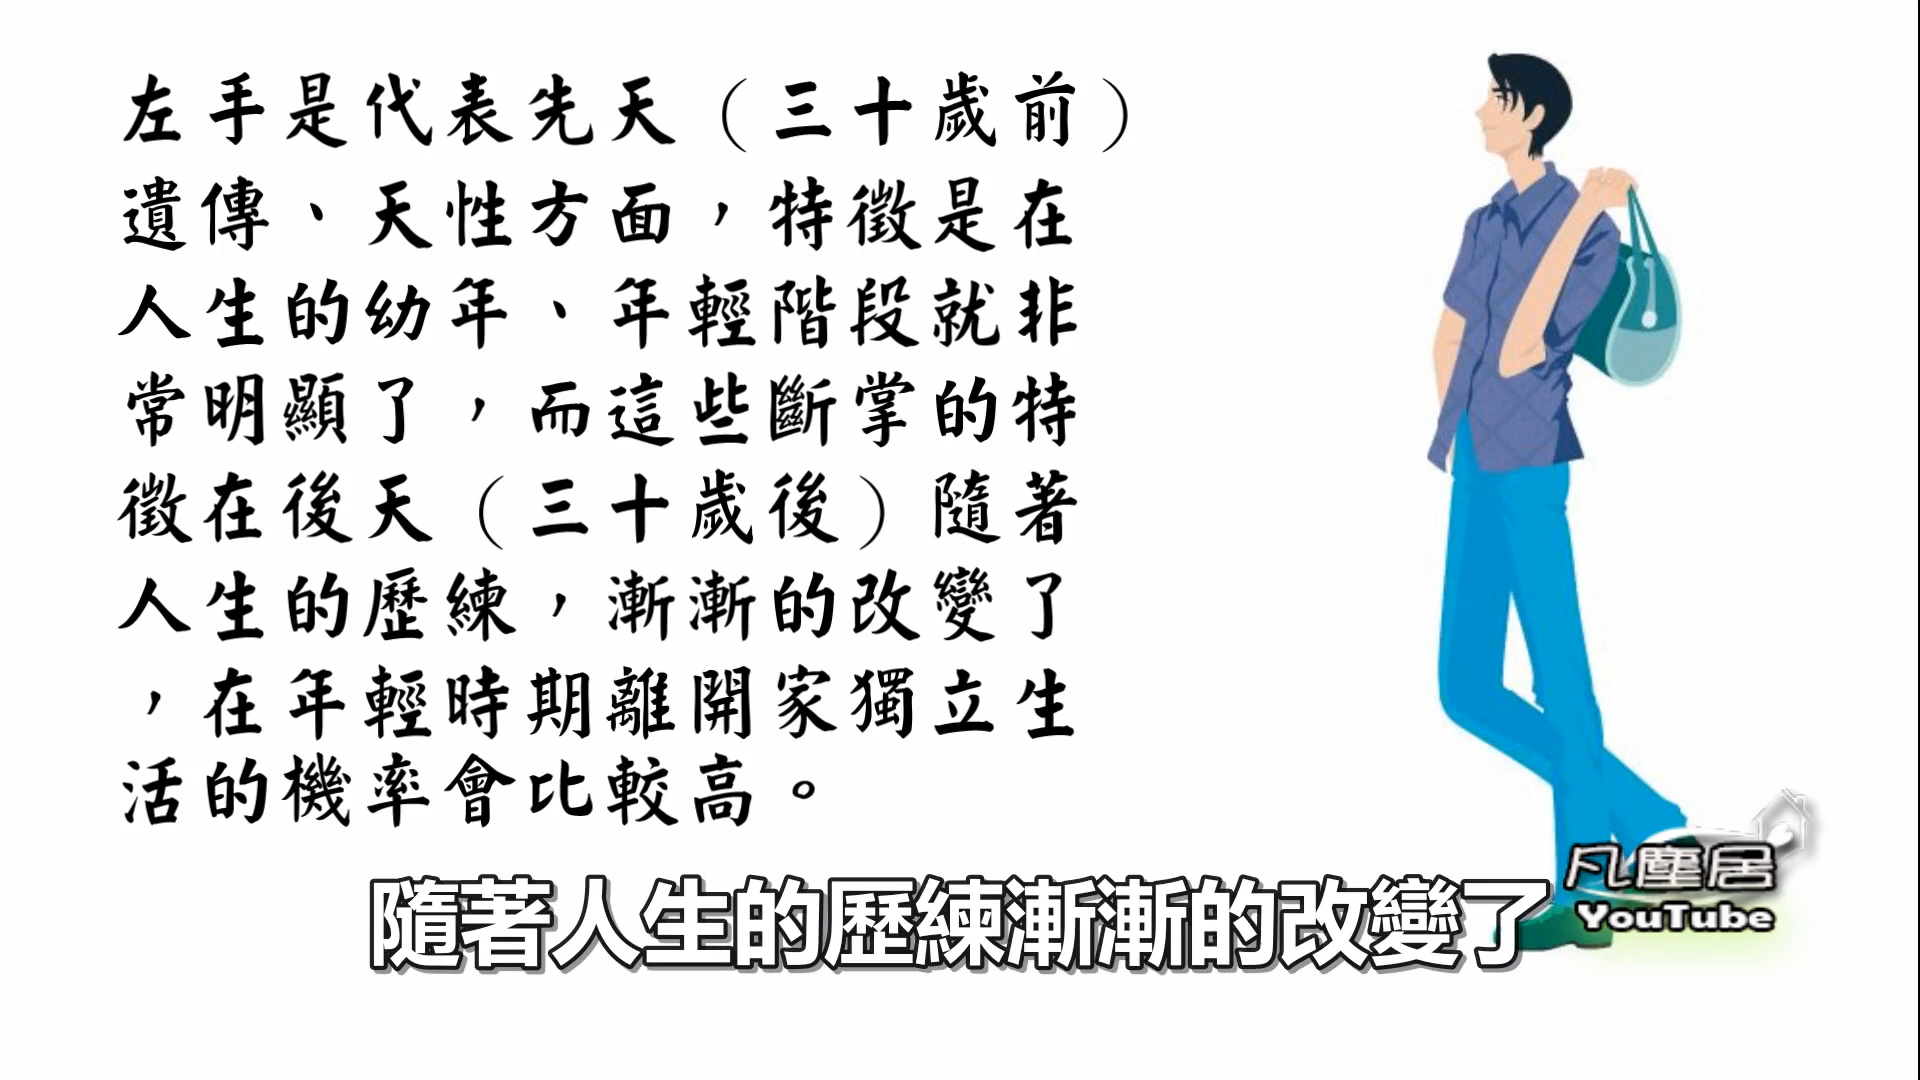 左手是代表先天（三十歲前）
遺傳、天性方面，特徵是在
人生的幼年、年輕階段就非
常明顯了，而這些斷掌的特
徵在後天（三十歲後）隨著
人生的歷練，漸漸的改變了
，在年輕時期離開家獨立生
活的機率會比較高。
隨著人生的歷練漸漸的改變了
凡塵居
YouTube